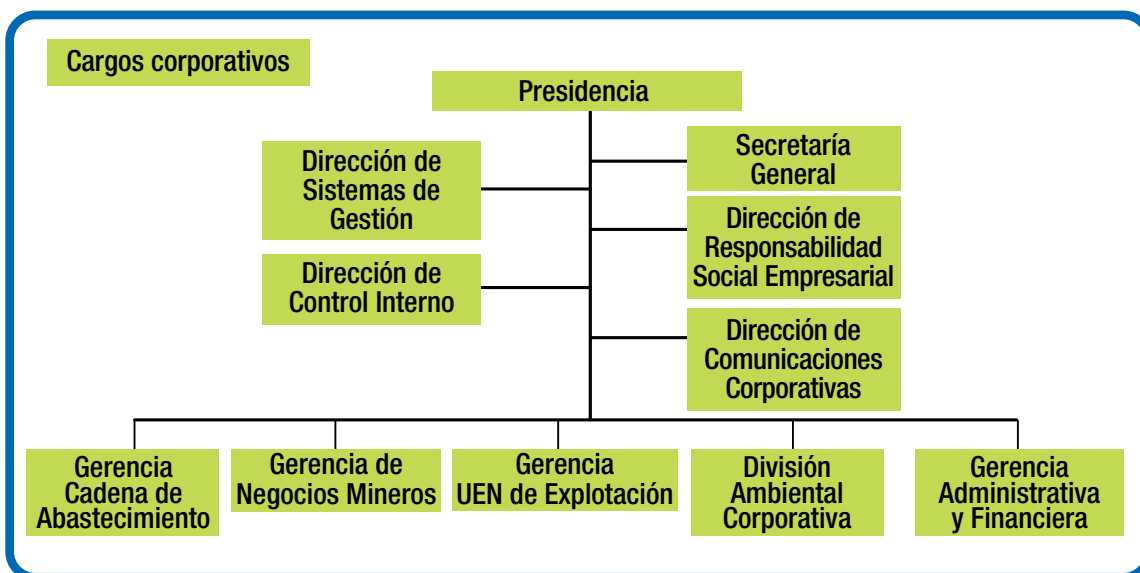 Cargos corporativos
Presidencia
Dirección de
Sistemas de
Gestión
Dirección de
Control Interno
Secretaría
General
Dirección de
Responsabilidad
Social Empresarial
Dirección de
Comunicaciones
Corporativas
Gerencia
Cadena de
Abastecimiento
Gerencia de
Negocios Mineros
Gerencia
UEN de Explotación
División
Ambiental
Corporativa
Gerencia
Administrativa
y Financiera